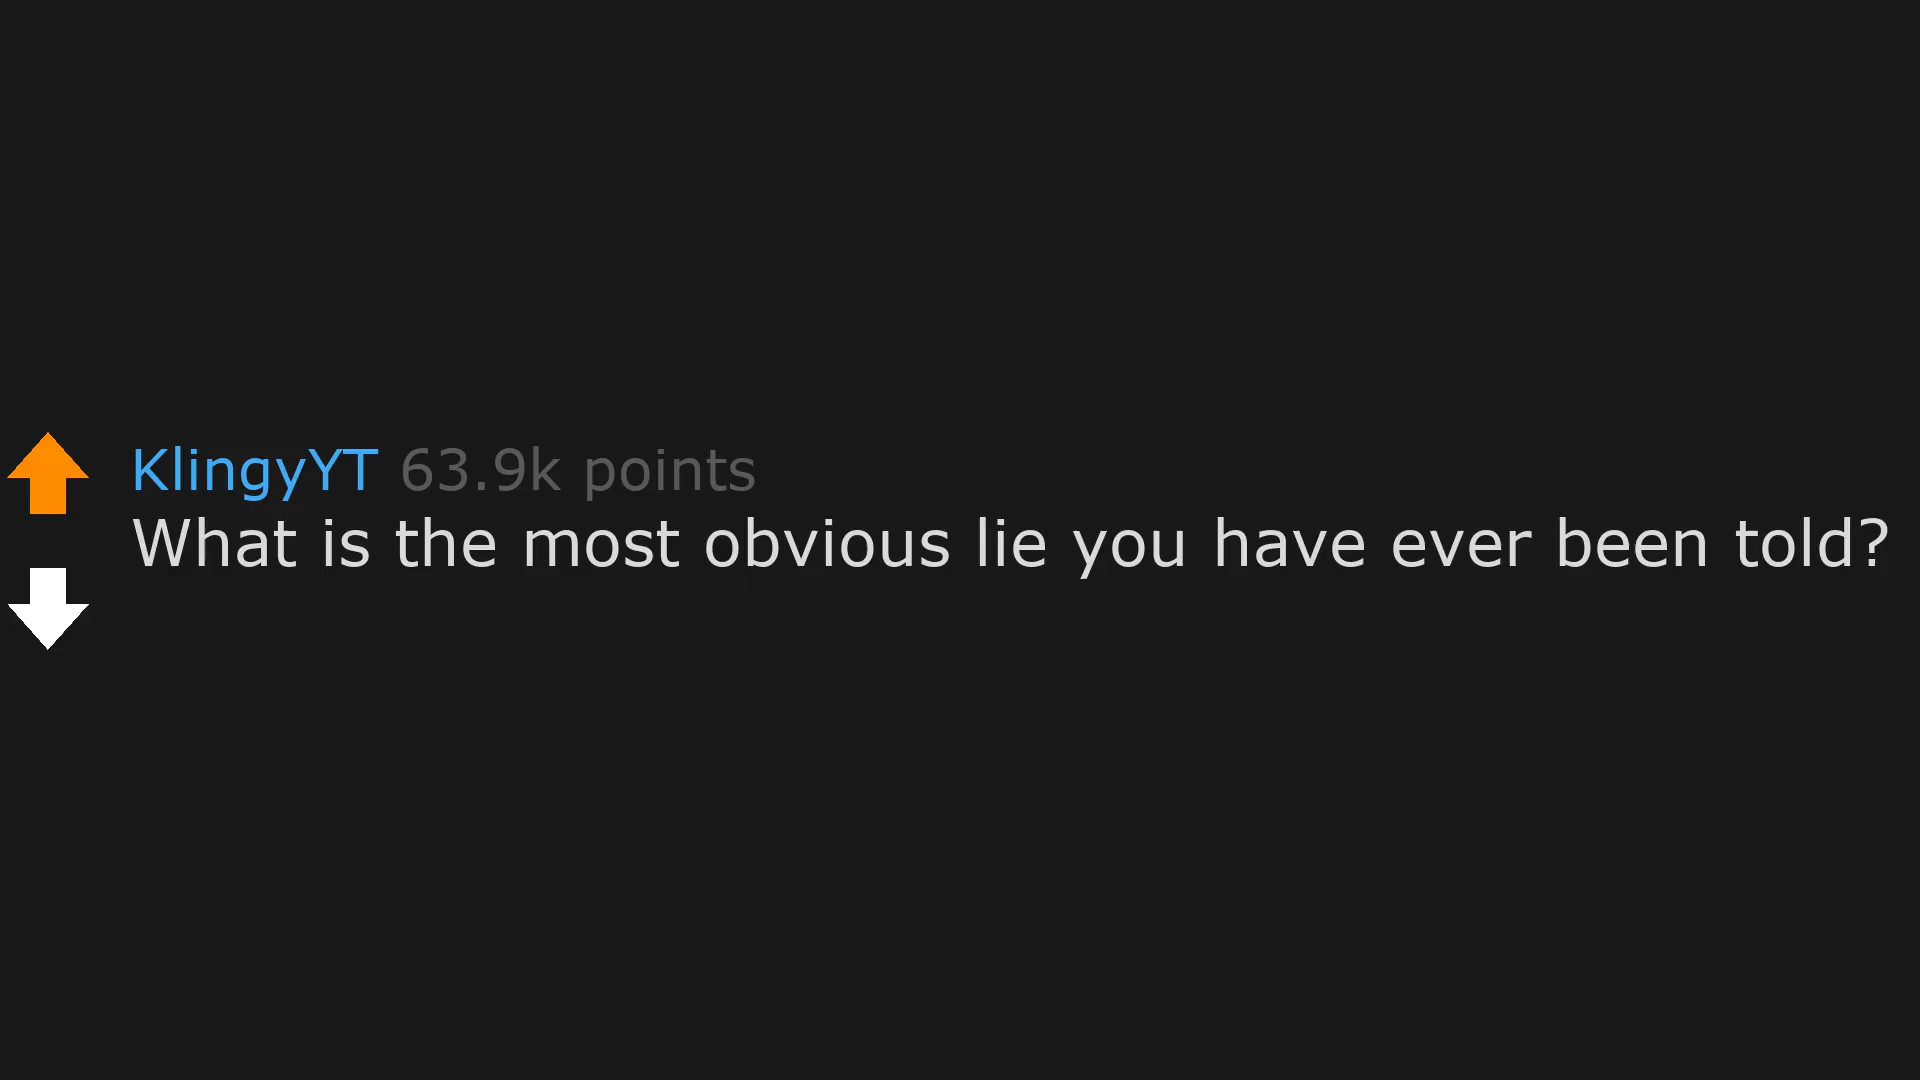 KlingyYT 63.9k points
What is the most obvious lie you have ever been told?